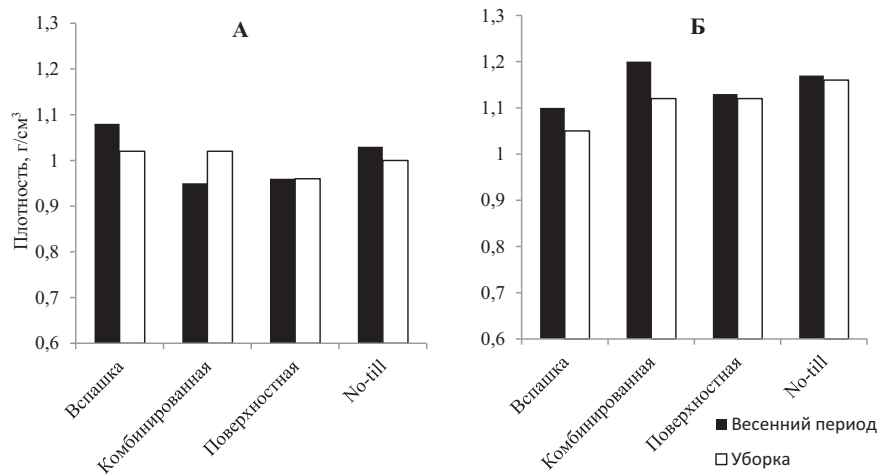 А
Плотность, г/см³
1,3
1,2
1,1
1
0,9
0,8
0,7
0,6
Вспашка
Комбинированная
Поверхностная
No-till
Б
1,3
1,2
1,1
1
0,9
0,8
0,7
0,6
Вспашка
Комбинированная
Поверхностная
No-till
Весенний период
Уборка